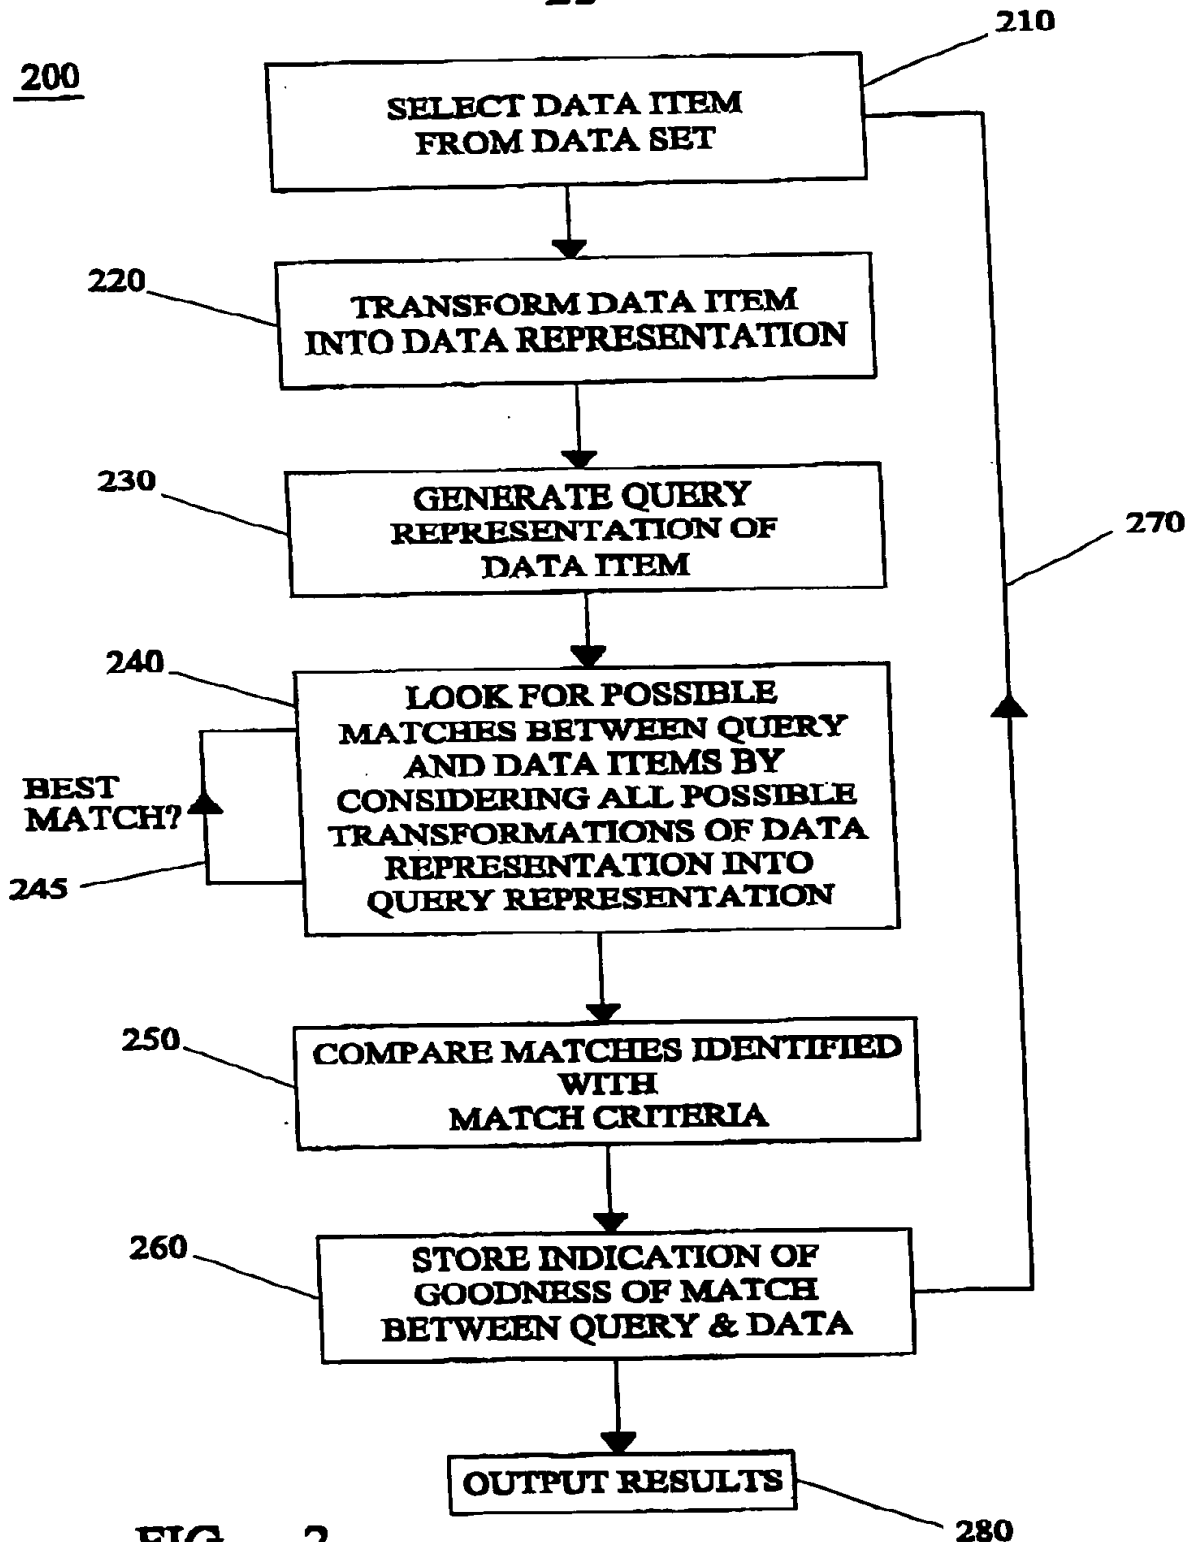 210
200
SELECT DATA ITEM
FROM DATA SET
220
TRANSFORM DATA ITEM
INTO DATA REPRESENTATION
230
GENERATE QUERY
REPRESENTATION OF
DATA ITEM
270
240
LOOK FOR POSSIBLE
MATCHES BETWEEN QUERY
AND DATA ITEMS BY
CONSIDERING ALL POSSIBLE
TRANSFORMATIONS OF DATA
REPRESENTATION INTO
QUERY REPRESENTATION
BEST
MATCH?
245
250
COMPARE MATCHES IDENTIFIED
WITH
MATCH CRITERIA
260
STORE INDICATION OF
GOODNESS OF MATCH
BETWEEN QUERY & DATA
OUTPUT RESULTS
280
FIG. 2